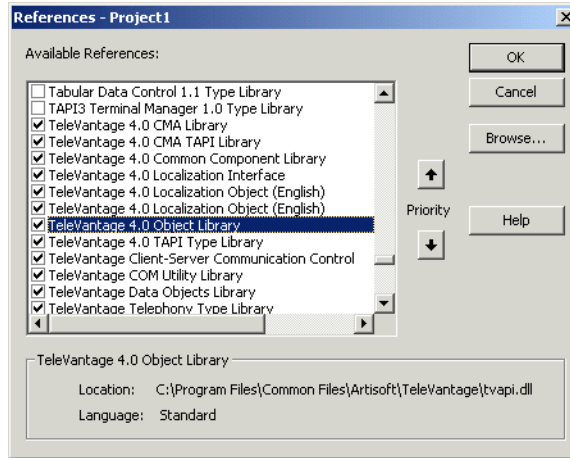 References - Project1
Available References:
Tabular Data Control 1.1 Type Library
TAPI3 Terminal Manager 1.0 Type Library
TeleVantage 4.0 CMA Library
TeleVantage 4.0 CMA TAPI Library
TeleVantage 4.0 Common Component Library
TeleVantage 4.0 Localization Interface
TeleVantage 4.0 Localization Object (English)
TeleVantage 4.0 Localization Object (English)
TeleVantage 4.0 Object Library
TeleVantage 4.0 TAPI Type Library
TeleVantage Client-Server Communication Control
TeleVantage COM Utility Library
TeleVantage Data Objects Library
TeleVantage Telephony Type Library
Priority
OK
Cancel
Browse...
Help
TeleVantage 4.0 Object Library
Location: C:\Program Files\Common Files\Artisoft\TeleVantage\tvapi.dll
Language: Standard